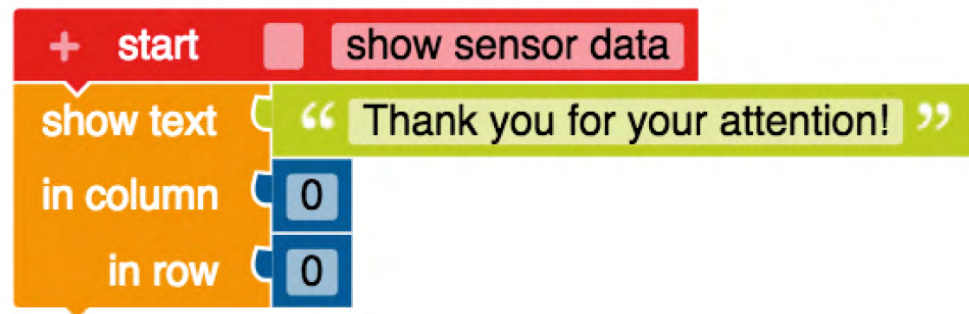 + start show sensor data
show text “ Thank you for your attention! ”
in column 0
in row 0